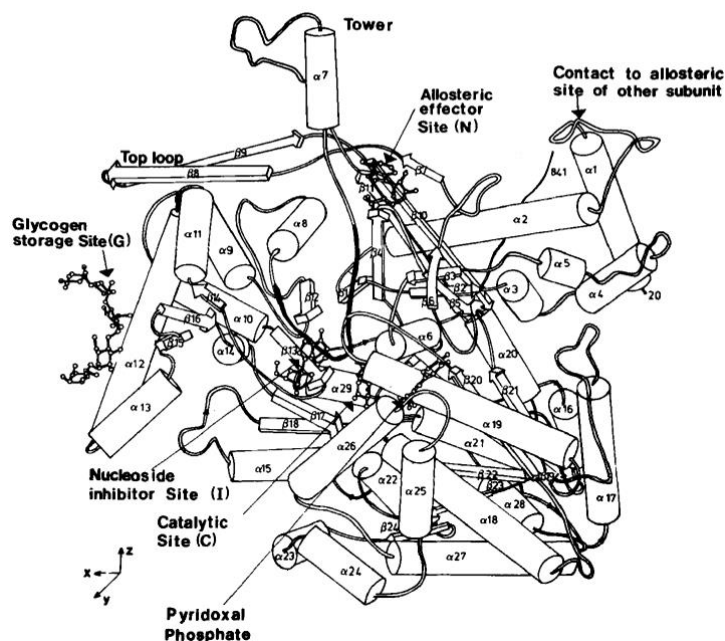 Tower
α7
Allosteric
effector
Site (N)
Contact to allosteric
site of other subunit
Top loop
β9
β8
841
α1
β1
β11
β10
α2
Glycogen
storage Site(G)
α11
α9
α8
β4
β3
β2
α5
α3
α4
20
β14
β16
α10
β12
β6
β5
α12
α14
β13
α6
α20
α13
α29
β20
β21
α16
β17
β18
α19
α26
α21
α15
α17
Nucleoside
inhibitor Site (I)
α22
α25
β22
β23
α18
α28
Catalytic
Site (C)
β24
α23
α24
α27
z
x
y
Pyridoxal
Phosphate